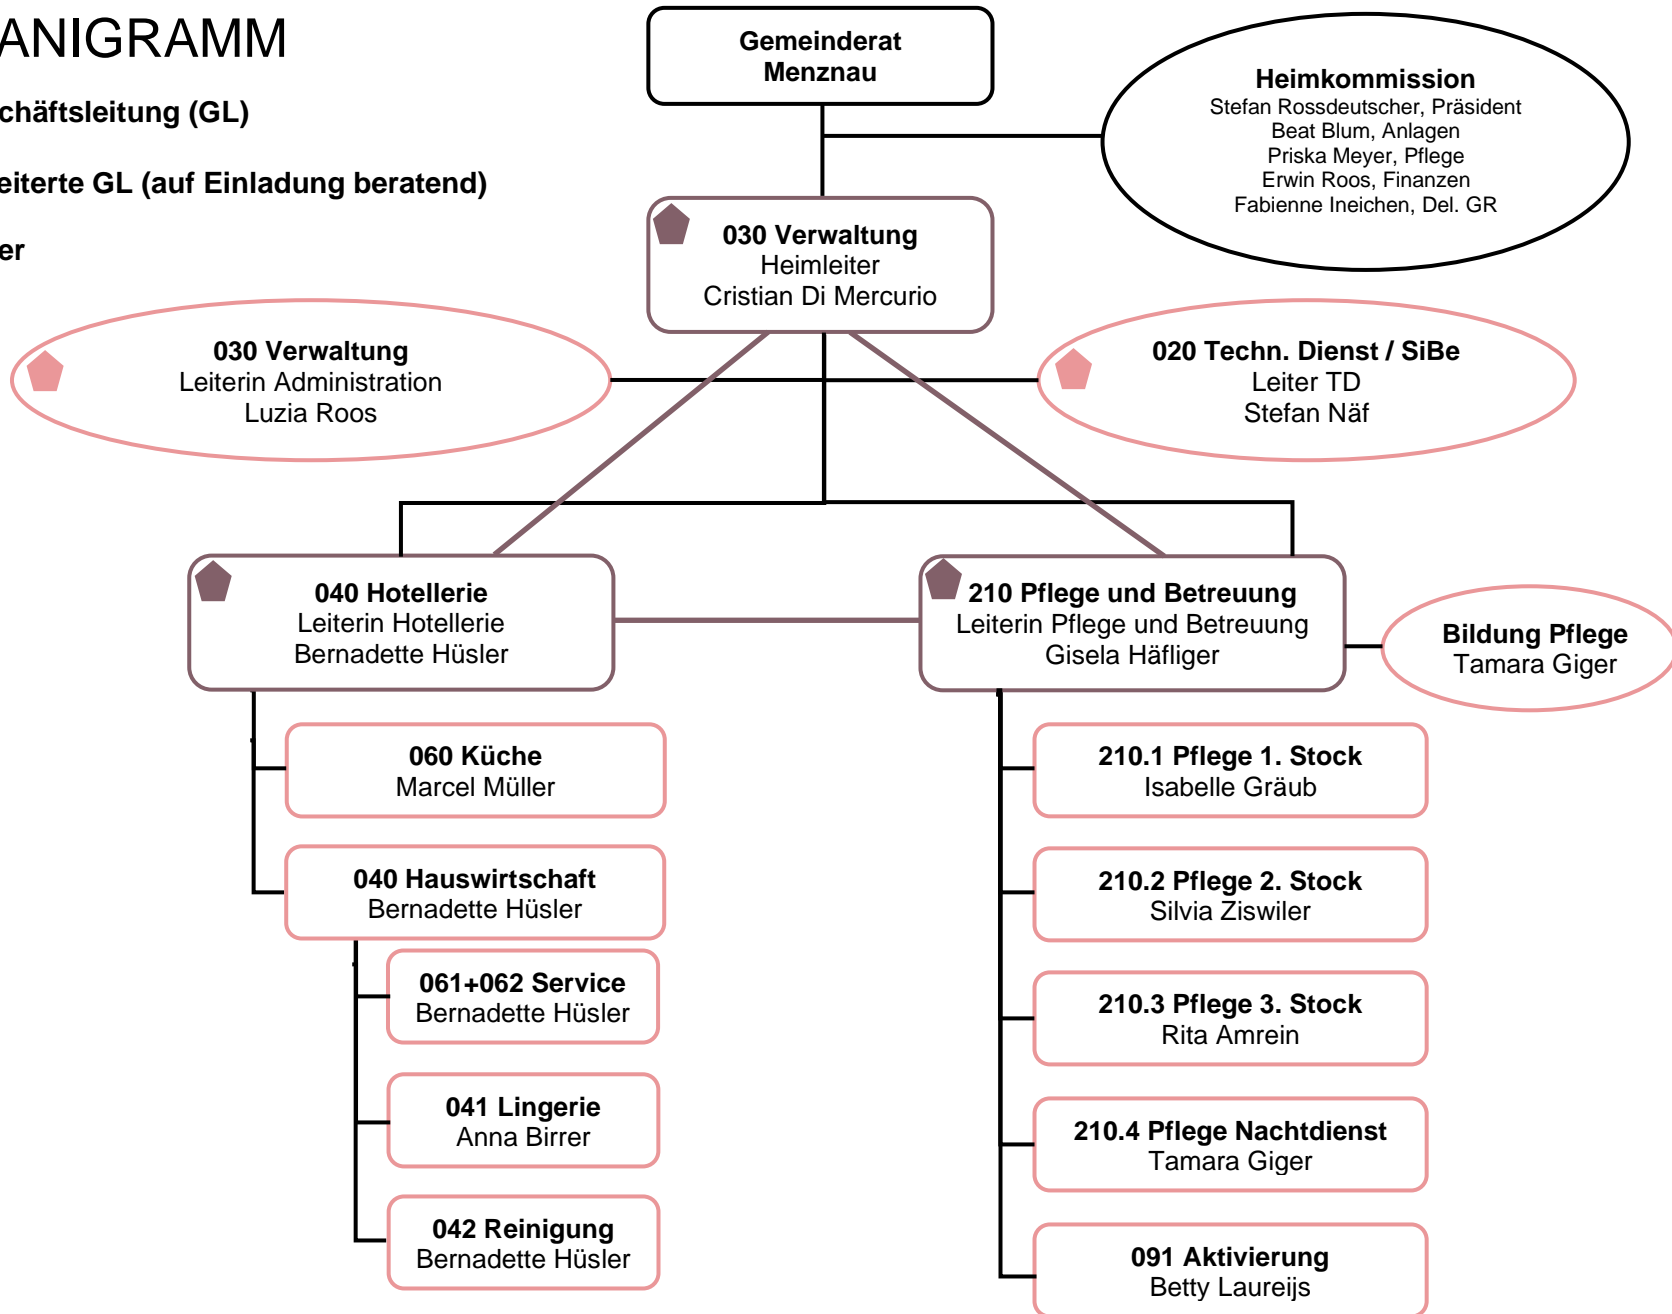 ANIGRAMM
chäftsleitung (GL)
eiterte GL (auf Einladung beratend)
er
Gemeinderat
Menznau
Heimkommission
Stefan Rossdeutscher, Präsident
Beat Blum, Anlagen
Priska Meyer, Pflege
Erwin Roos, Finanzen
Fabienne Ineichen, Del. GR
030 Verwaltung
Heimleiter
Cristian Di Mercurio
030 Verwaltung
Leiterin Administration
Luzia Roos
020 Techn. Dienst / SiBe
Leiter TD
Stefan Näf
040 Hotellerie
Leiterin Hotellerie
Bernadette Hüsler
210 Pflege und Betreuung
Leiterin Pflege und Betreuung
Gisela Häfliger
Bildung Pflege
Tamara Giger
060 Küche
Marcel Müller
040 Hauswirtschaft
Bernadette Hüsler
061+062 Service
Bernadette Hüsler
041 Lingerie
Anna Birrer
042 Reinigung
Bernadette Hüsler
210.1 Pflege 1. Stock
Isabelle Gräub
210.2 Pflege 2. Stock
Silvia Ziswiler
210.3 Pflege 3. Stock
Rita Amrein
210.4 Pflege Nachtdienst
Tamara Giger
091 Aktivierung
Betty Laureijs